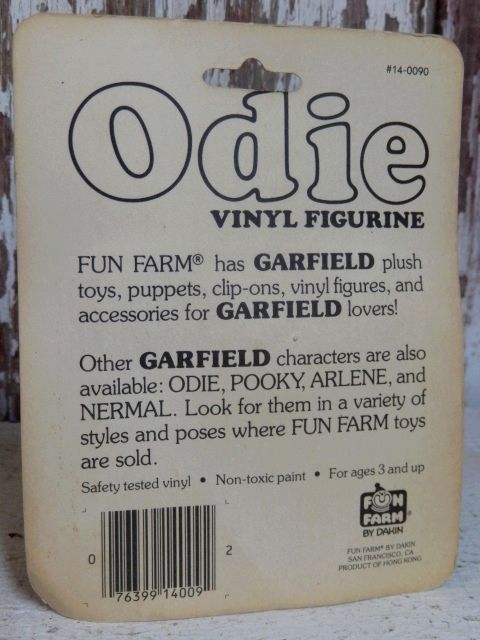 #14-0090
Odie
VINYL FIGURINE
FUN FARM® has GARFIELD plush
toys, puppets, clip-ons, vinyl figures, and
accessories for GARFIELD lovers!
Other GARFIELD characters are also
available: ODIE, POOKY, ARLENE, and
NERMAL. Look for them in a variety of
styles and poses where FUN FARM toys
are sold.
Safety tested vinyl • Non-toxic paint • For ages 3 and up
FUN
FARM®
BY DAKIN
FUN FARM® BY DAKIN
SAN FRANCISCO, CA
PRODUCT OF HONG KONG
0 76399 14009 2